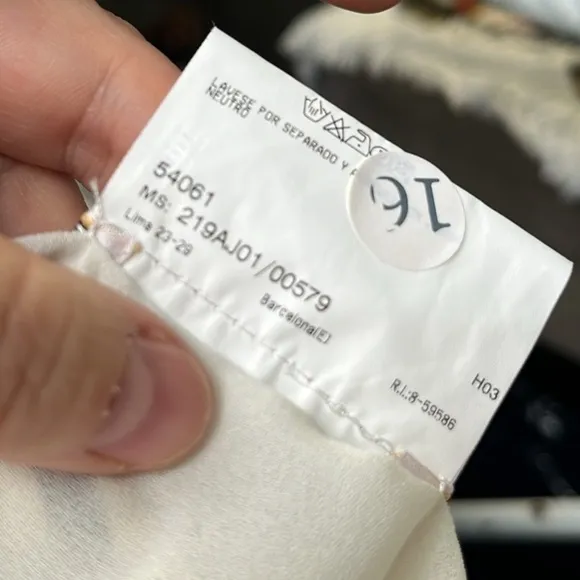 LAVESE POR SEPARADO Y
NEUTRO
54061
MS: 219AJ01/00579
Lima 23-29
Barcelona(E)
16
H03
R.I.:8-59586